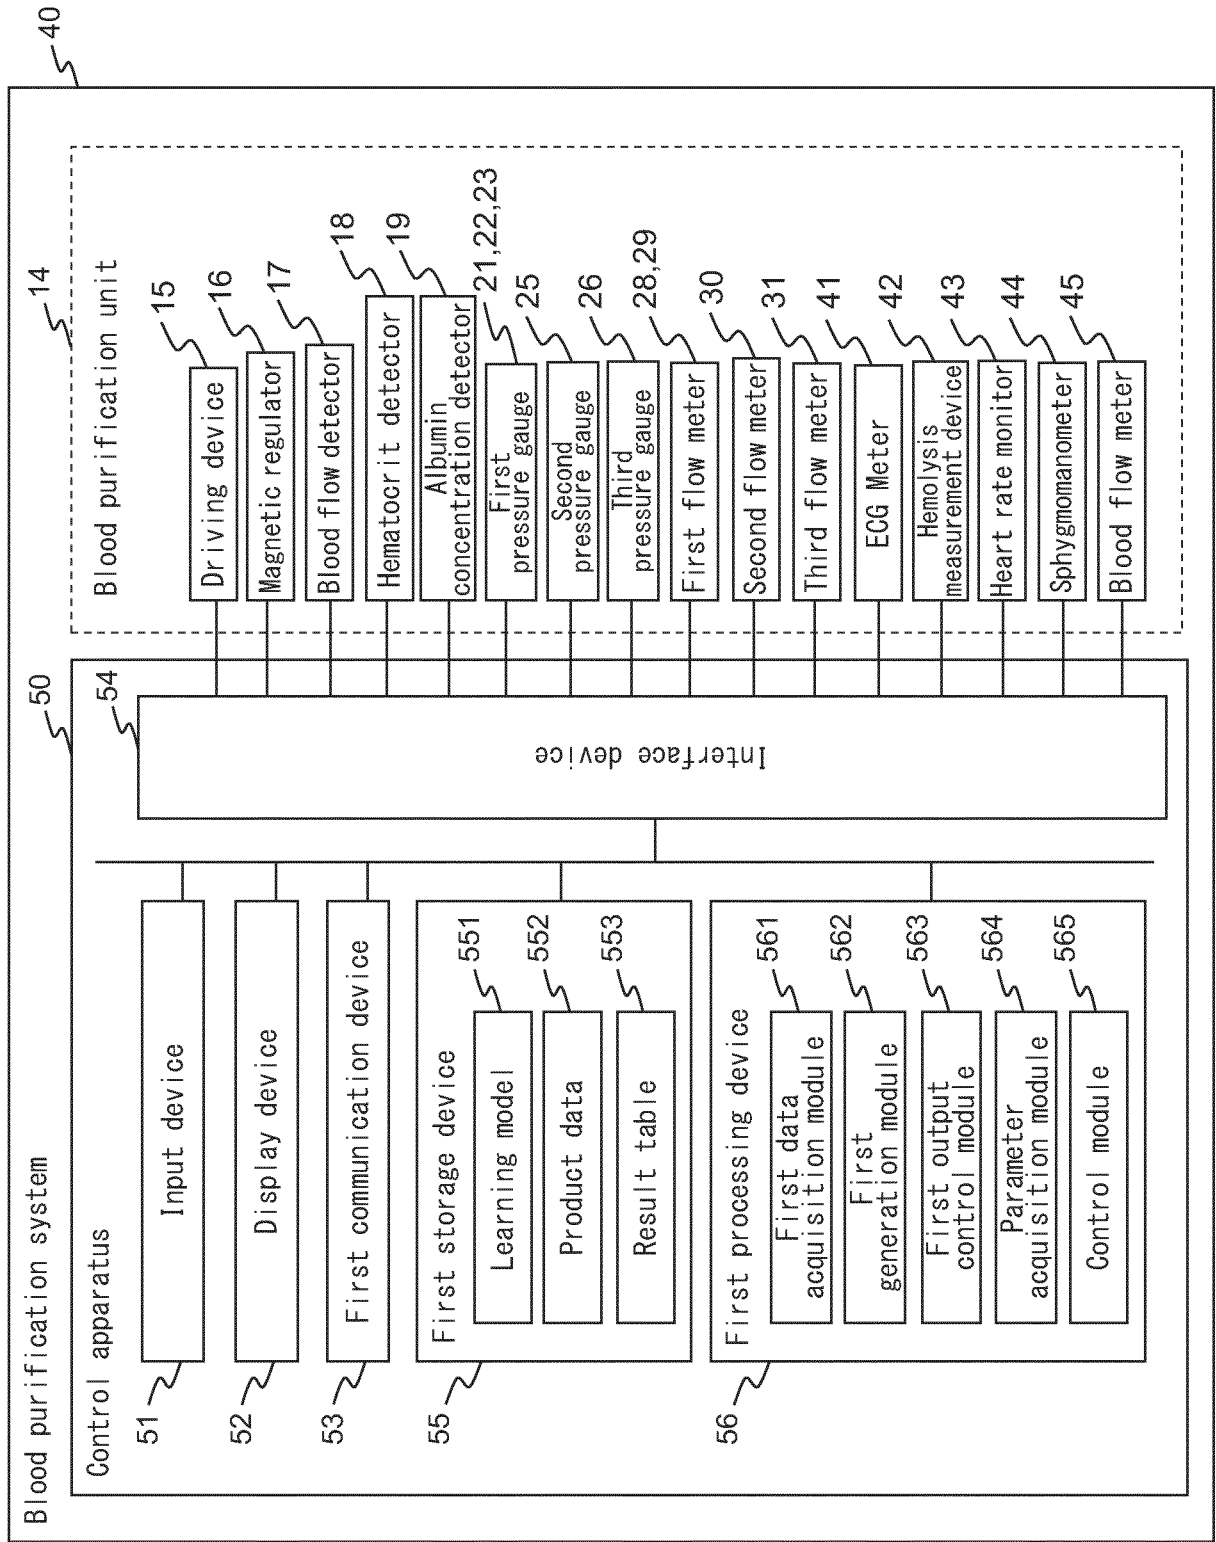 Blood purification system
40
Control apparatus
50
51
Input device
52
Display device
53
First communication device
55
First storage device
Learning model
551
Product data
552
Result table
553
56
First processing device
First data
acquisition module
561
First
generation module
562
First output
control module
563
Parameter
acquisition module
564
Control module
565
54
Interface device
Blood purification unit
14
Driving device
15
Magnetic regulator
16
Blood flow detector
17
Hematocrit detector
18
Albumin
concentration detector
19
First
pressure gauge
21,22,23
Second
pressure gauge
25
Third
pressure gauge
26
First flow meter
28,29
Second flow meter
30
Third flow meter
31
ECG Meter
41
Hemolysis
measurement device
42
Heart rate monitor
43
Sphygmomanometer
44
Blood flow meter
45